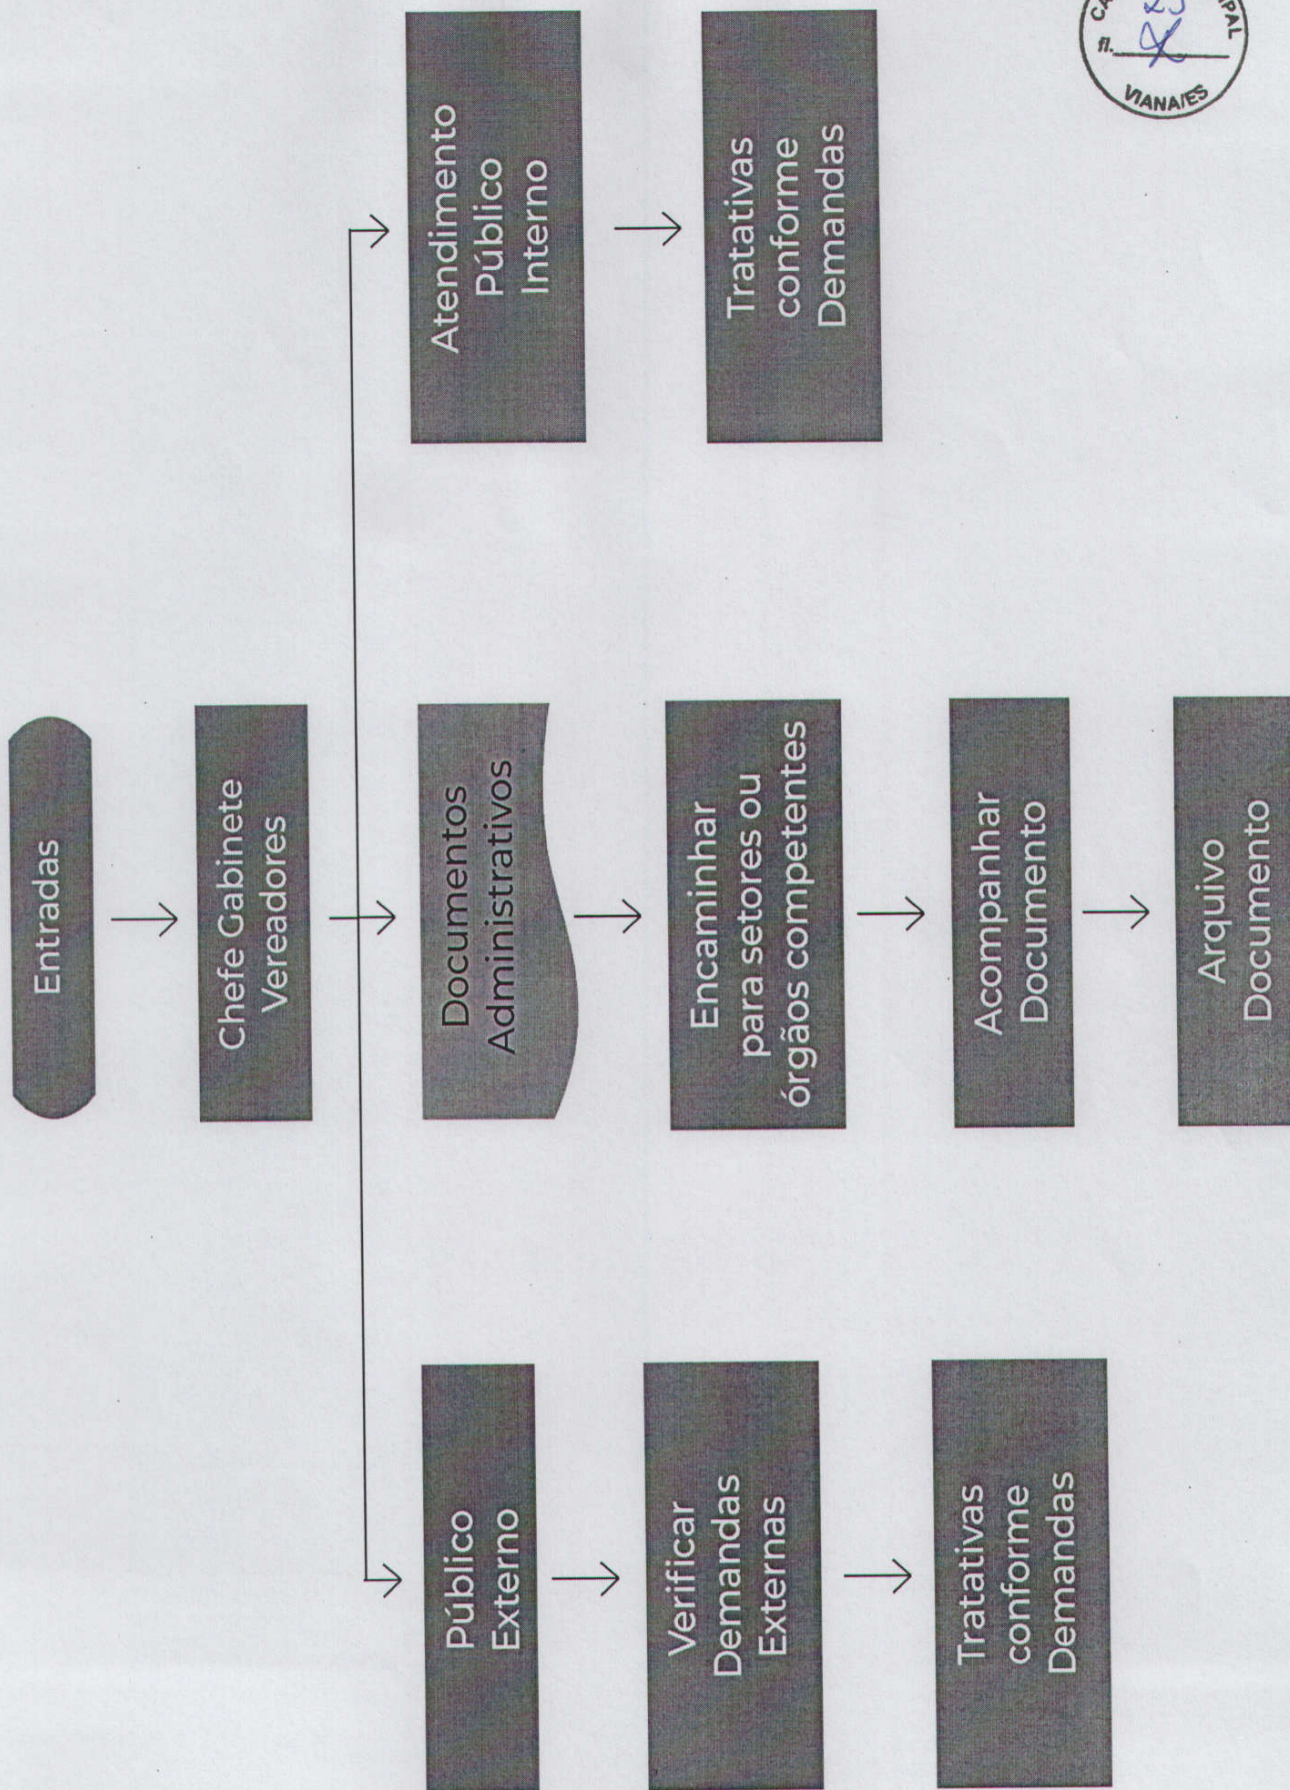 Entradas
Chefe Gabinete
Vereadores
Público
Externo
Verificar
Demandas
Externas
Tratativas
conforme
Demandas
Documentos
Administrativos
Encaminhar
para setores ou
órgãos competentes
Acompanhar
Documento
Arquivo
Documento
Atendimento
Público
Interno
Tratativas
conforme
Demandas
fl.
VIANA/ES